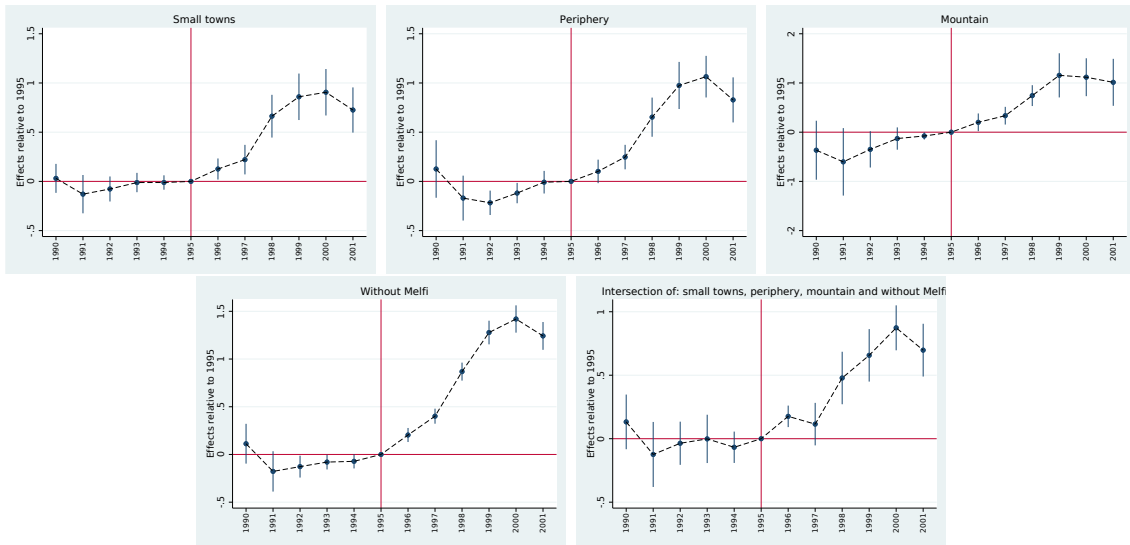 Small towns
Effects relative to 1995
1.5
1
.5
0
-.5
1990 1991 1992 1993 1994 1995 1996 1997 1998 1999 2000 2001
Periphery
Effects relative to 1995
1.5
1
.5
0
-.5
1990 1991 1992 1993 1994 1995 1996 1997 1998 1999 2000 2001
Mountain
Effects relative to 1995
2
1
0
-1
-2
1990 1991 1992 1993 1994 1995 1996 1997 1998 1999 2000 2001
Without Melfi
Effects relative to 1995
1.5
1
.5
0
-.5
1990 1991 1992 1993 1994 1995 1996 1997 1998 1999 2000 2001
Intersection of: small towns, periphery, mountain and without Melfi
Effects relative to 1995
1
.5
0
-.5
1990 1991 1992 1993 1994 1995 1996 1997 1998 1999 2000 2001